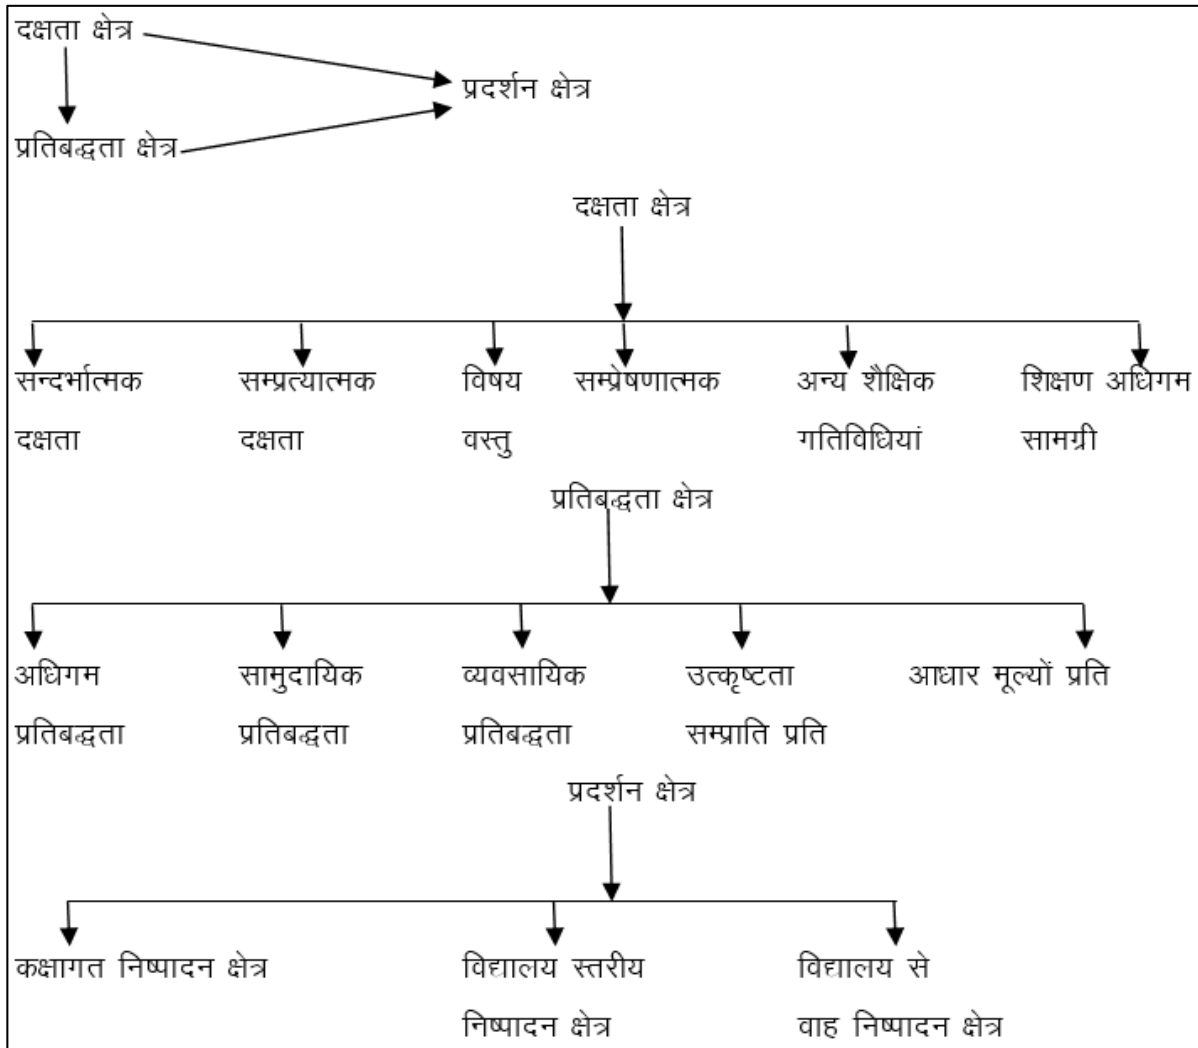 दक्षता क्षेत्र
प्रदर्शन क्षेत्र
प्रतिबद्धता क्षेत्र
दक्षता क्षेत्र
सन्दर्भात्मक सम्प्रत्यात्मक विषय सम्प्रेषणात्मक अन्य शैक्षिक शिक्षण अधिगम
दक्षता दक्षता वस्तु गतिविधियां सामग्री
प्रतिबद्धता क्षेत्र
अधिगम सामुदायिक व्यवसायिक उत्कृष्टता आधार मूल्यों प्रति
प्रतिबद्धता प्रतिबद्धता प्रतिबद्धता सम्प्राति प्रति
प्रदर्शन क्षेत्र
कक्षागत निष्पादन क्षेत्र विद्यालय स्तरीय विद्यालय से
निष्पादन क्षेत्र वाह निष्पादन क्षेत्र